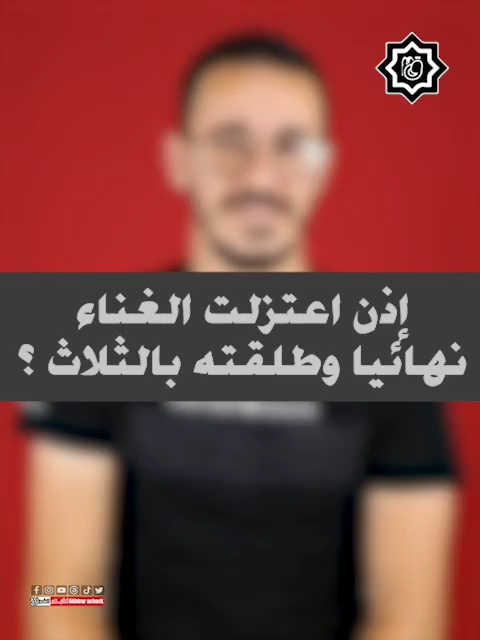 إذن اعتزلت الغناء
نهائيا وطلقته بالثلاث ؟